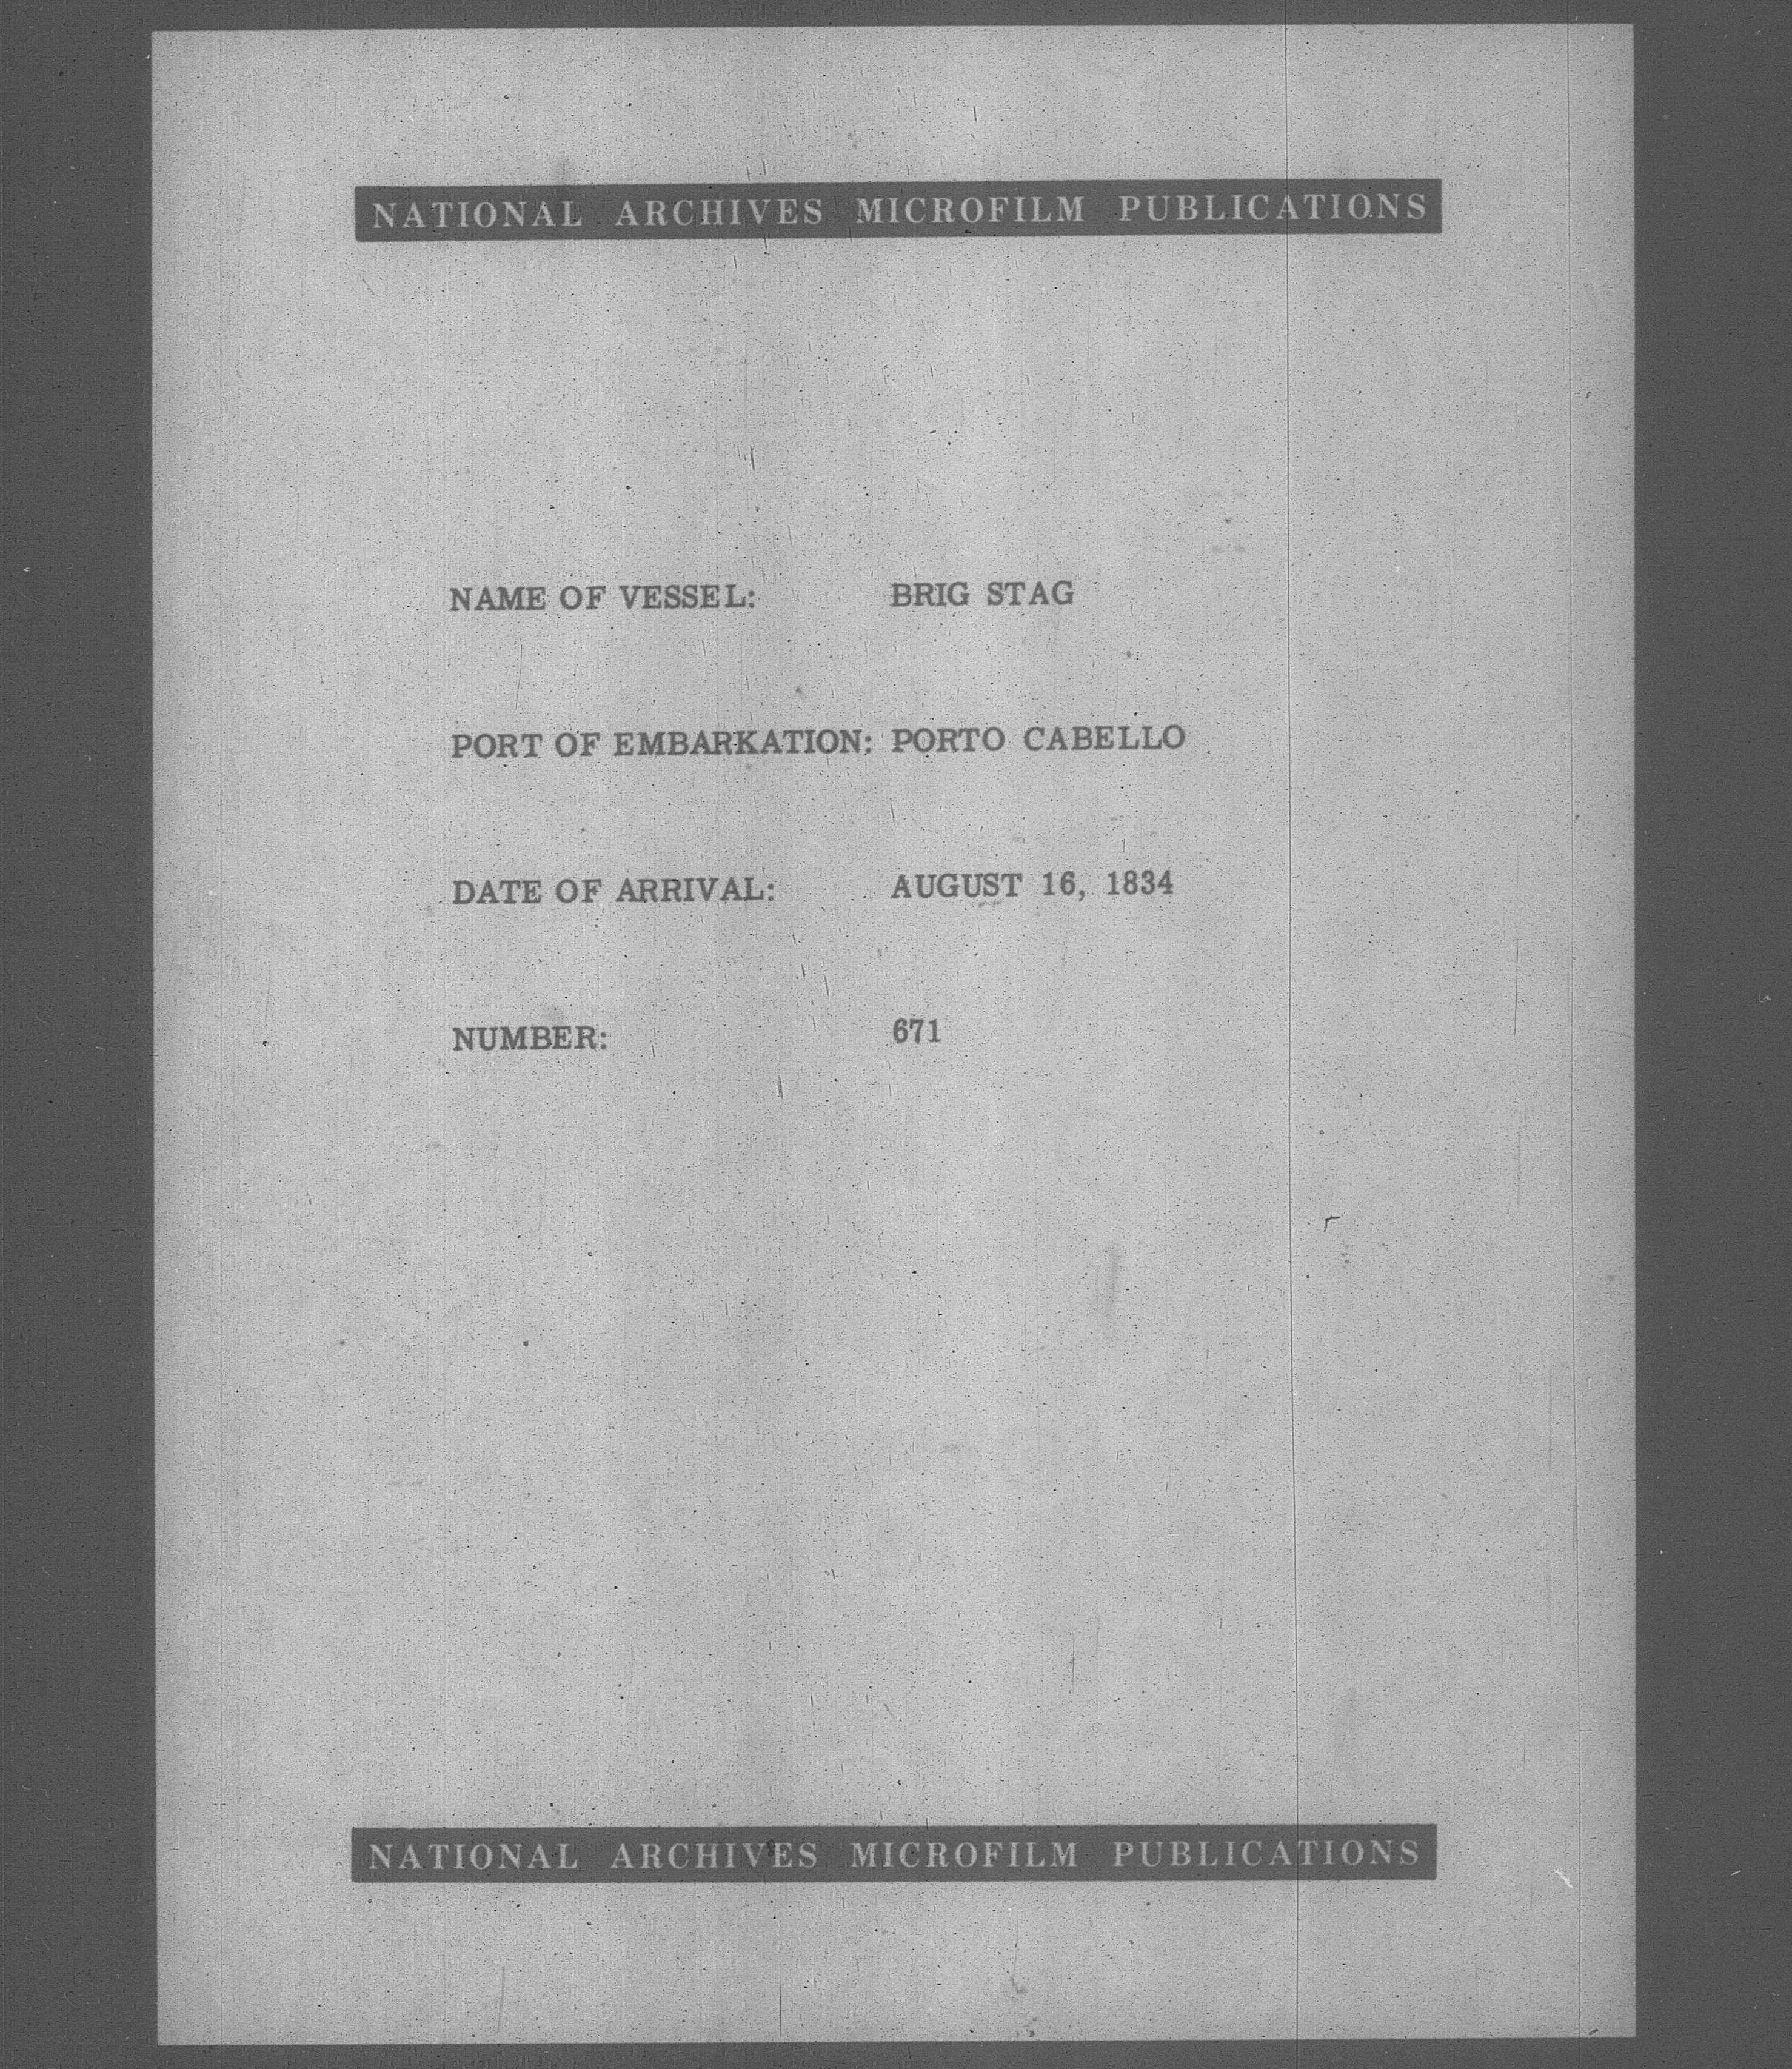 NATIONAL ARCHIVES MICROFILM PUBLICATIONS
NAME OF VESSEL: BRIG STAG
PORT OF EMBARKATION: PORTO CABELLO
DATE OF ARRIVAL: AUGUST 16, 1834
NUMBER: 671
NATIONAL ARCHIVES MICROFILM PUBLICATIONS